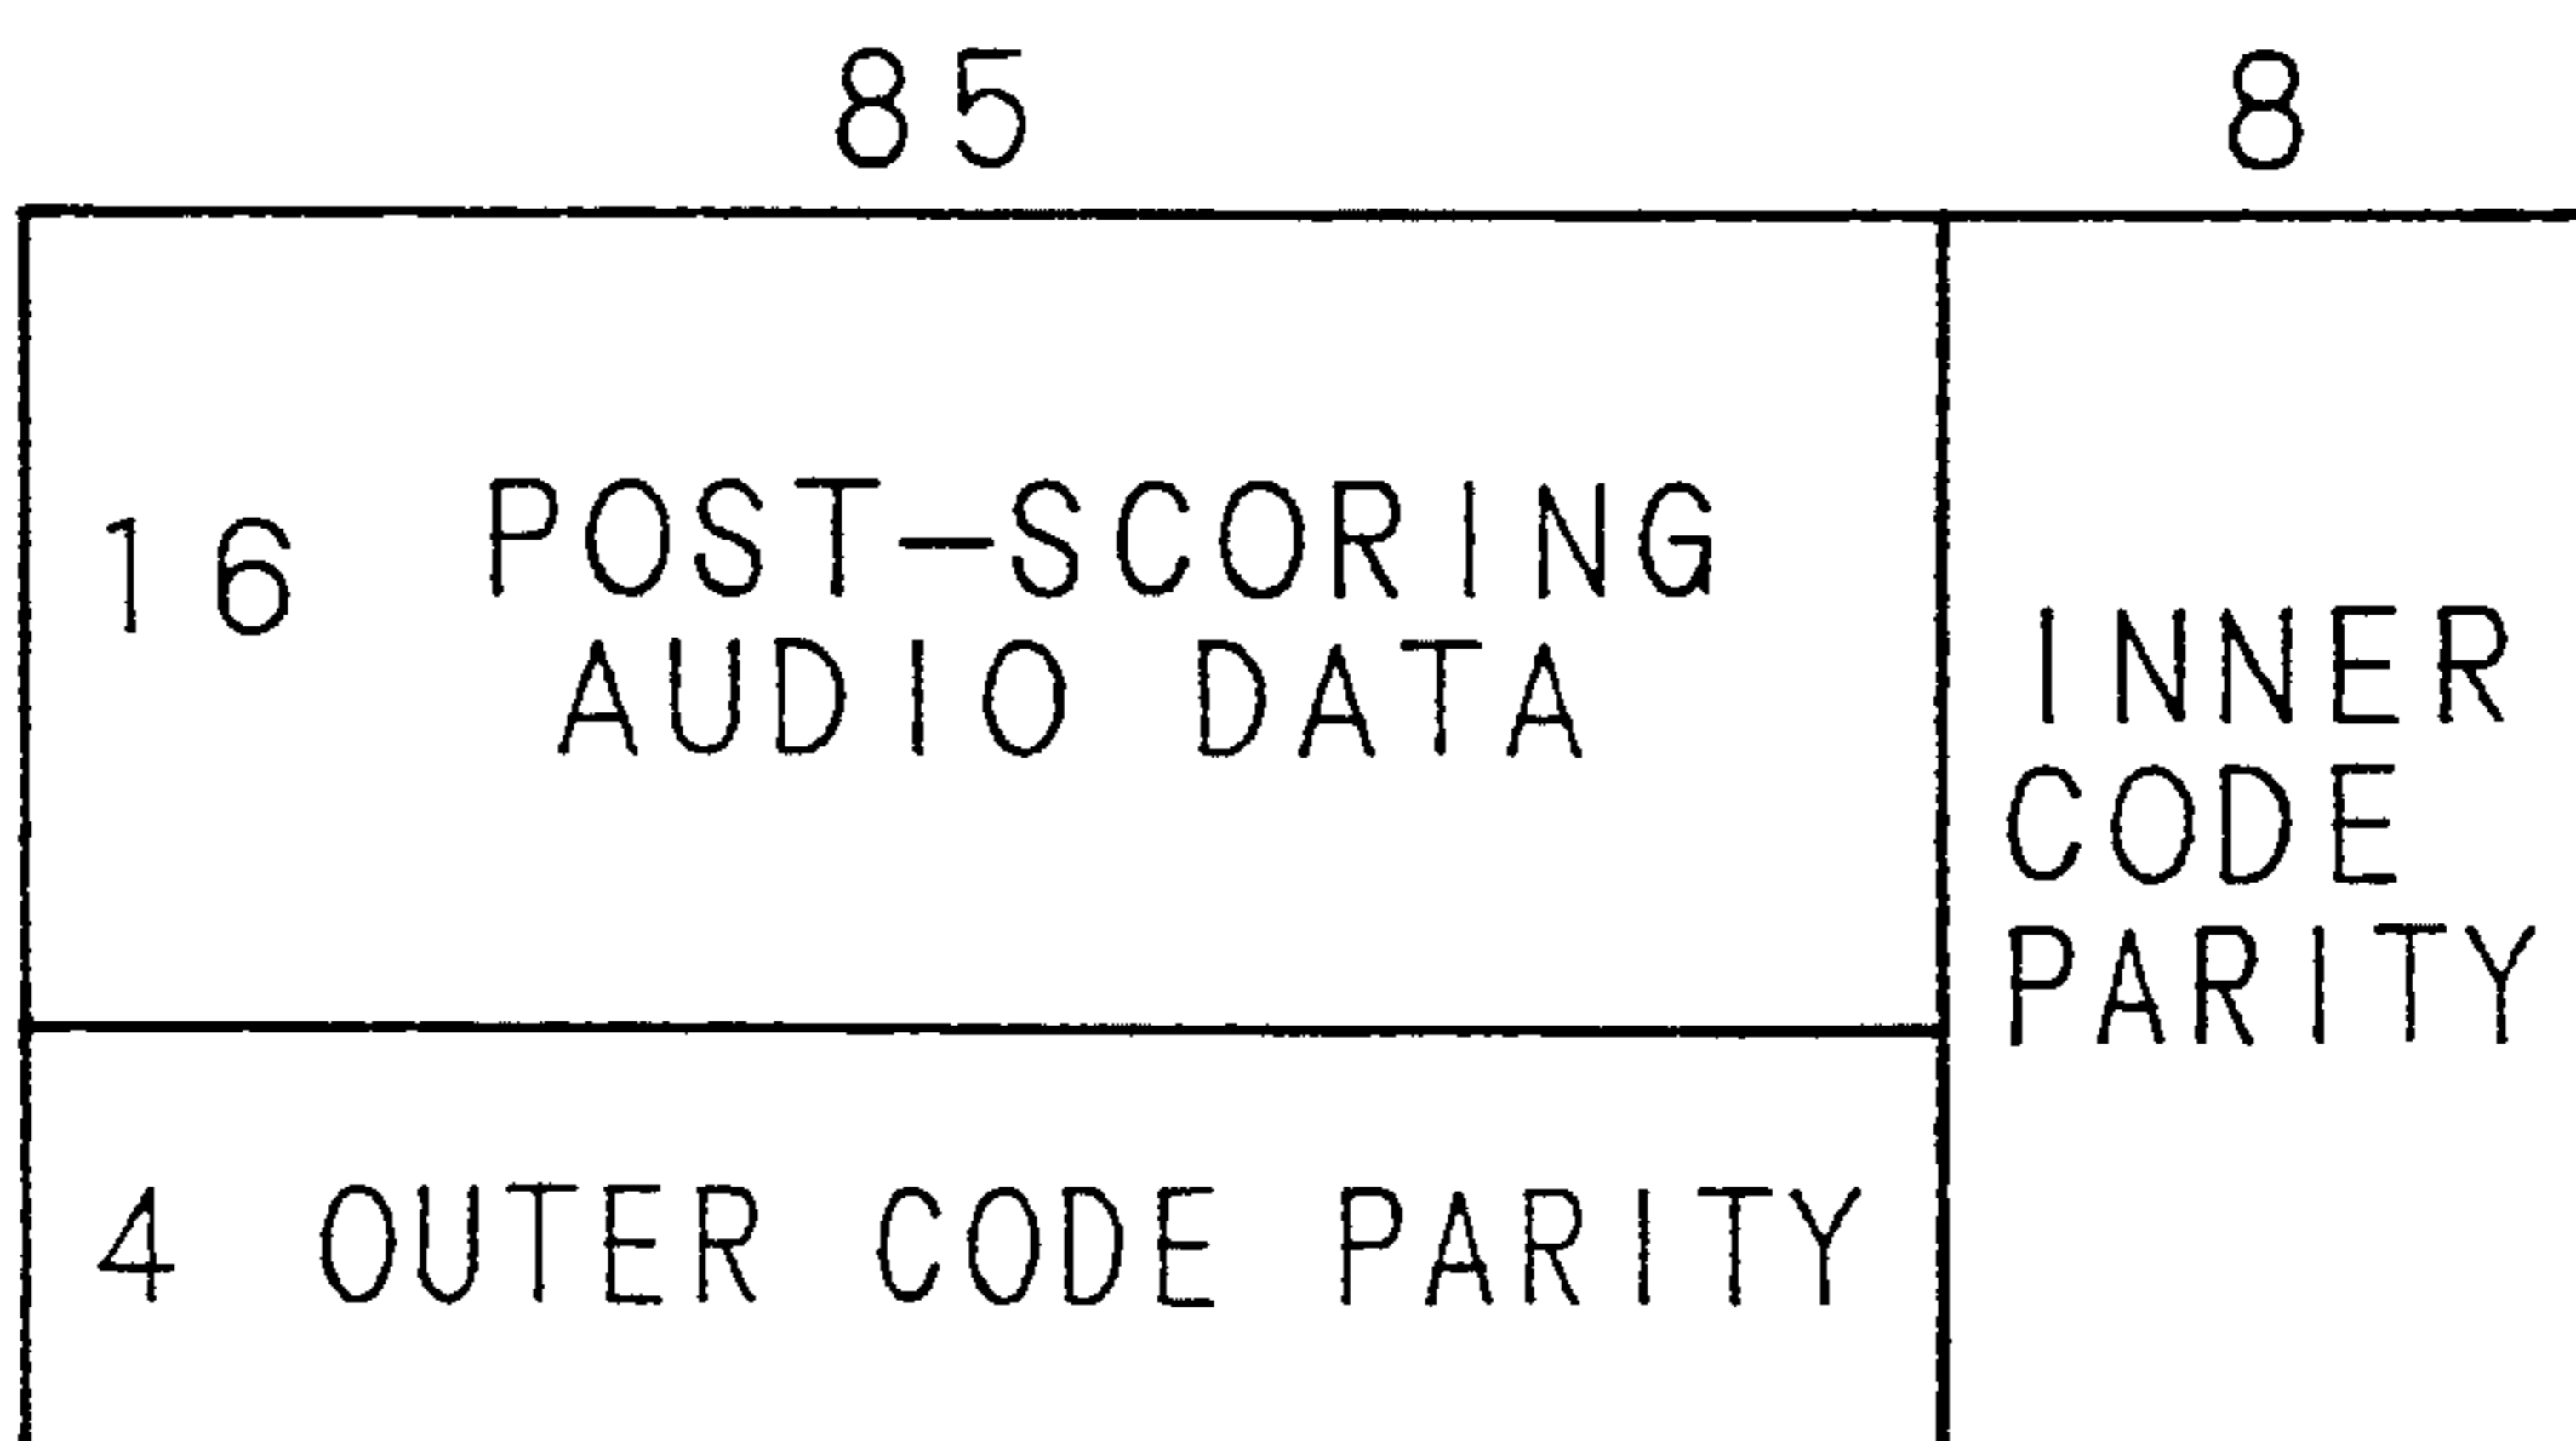 85 8
16 POST-SCORING
AUDIO DATA
INNER
CODE
PARITY
4 OUTER CODE PARITY